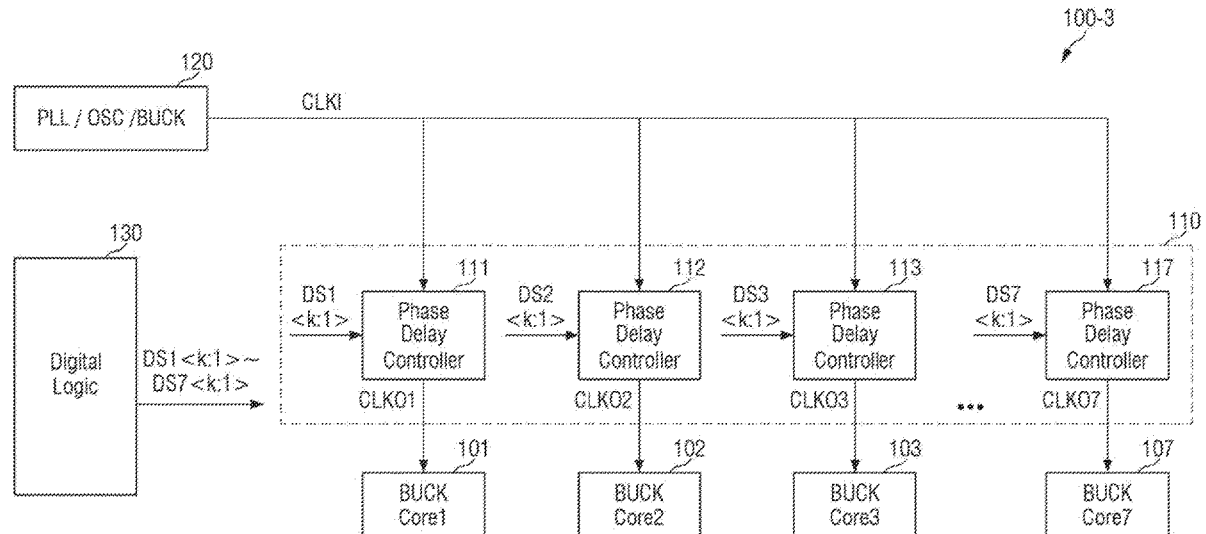 100-3
120
PLL / OSC /BUCK
CLKI
130
110
111
112
113
117
DS1
<k:1>
Phase
Delay
Controller
DS2
<k:1>
Phase
Delay
Controller
DS3
<k:1>
Phase
Delay
Controller
DS7
<k:1>
Phase
Delay
Controller
Digital
Logic
DS1<k:1>~
DS7<k:1>
CLKO1
CLKO2
CLKO3
•••
CLKO7
101
102
103
107
BUCK
Core1
BUCK
Core2
BUCK
Core3
BUCK
Core7